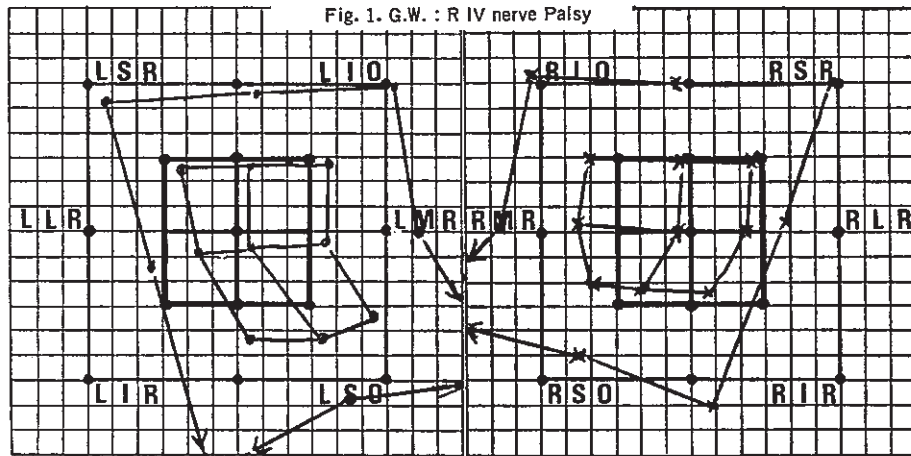 Fig. 1. G.W. : R IV nerve Palsy
LSR LIO RIO RSR
LLR LMR RMR RLR
LIR LSO RSO RIR